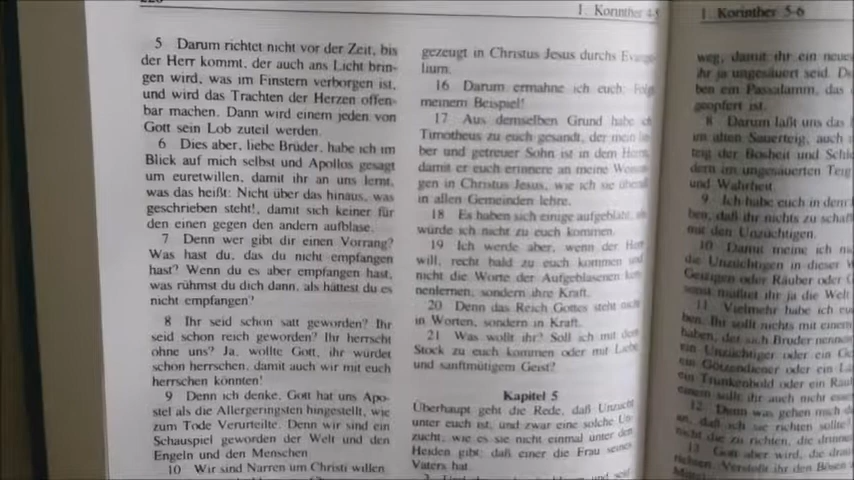 1. Korinther 4-5
5 Darum richtet nicht vor der Zeit, bis
der Herr kommt, der auch ans Licht brin-
gen wird, was im Finstern verborgen ist,
und wird das Trachten der Herzen offen-
bar machen. Dann wird einem jeden von
Gott sein Lob zuteil werden.
6 Dies aber, liebe Brüder, habe ich im
Blick auf mich selbst und Apollos gesagt
um euretwillen, damit ihr an uns lernt,
was das heißt: Nicht über das hinaus, was
geschrieben steht!, damit sich keiner für
den einen gegen den andern aufblase.
7 Denn wer gibt dir einen Vorrang?
Was hast du, das du nicht empfangen
hast? Wenn du es aber empfangen hast,
was rühmst du dich dann, als hättest du es
nicht empfangen?
8 Ihr seid schon satt geworden? Ihr
seid schon reich geworden? Ihr herrscht
ohne uns? Ja, wollte Gott, ihr würdet
schon herrschen, damit auch wir mit euch
herrschen könnten!
9 Denn ich denke, Gott hat uns Apo-
stel als die Allergeringsten hingestellt, wie
zum Tode Verurteilte. Denn wir sind ein
Schauspiel geworden der Welt und den
Engeln und den Menschen
10 Wir sind Narren um Christi willen
gezeugt in Christus Jesus durchs Evange-
lium.
16 Darum ermahne ich euch: Folgt
meinem Beispiel!
17 Aus demselben Grund habe ich
Timotheus zu euch gesandt, der mein lie-
ber und getreuer Sohn ist in dem Herrn,
damit er euch erinnere an meine Weisun-
gen in Christus Jesus, wie ich sie überall
in allen Gemeinden lehre.
18 Es haben sich einige aufgebläht, als
würde ich nicht zu euch kommen.
19 Ich werde aber, wenn der Herr
will, recht bald zu euch kommen und
nicht die Worte der Aufgeblasenen ken-
nenlernen, sondern ihre Kraft.
20 Denn das Reich Gottes steht nicht
in Worten, sondern in Kraft.
21 Was wollt ihr? Soll ich mit dem
Stock zu euch kommen oder mit Liebe
und sanftmütigem Geist?
Kapitel 5
Überhaupt geht die Rede, daß Unzucht
unter euch ist, und zwar eine solche Un-
zucht, wie es sie nicht einmal unter den
Heiden gibt: daß einer die Frau seines
Vaters hat.
1. Korinther 5-6
weg, damit ihr ein neuer
ihr ja ungesäuert seid. De
ben ein Passalamm, das
geopfert ist.
8 Darum laßt uns das
im alten Sauerteig, auch
teig der Bosheit und Schle
dern im ungesäuerten Teig
und Wahrheit.
9 Ich habe euch in dem
ben, daß ihr nichts zu schaf
mit den Unzüchtigen.
10 Damit meine ich ni
die Unzüchtigen in dieser W
Geizigen oder Räuber oder G
sonst müßtet ihr ja die Welt
11 Vielmehr habe ich eu
ben, Ihr sollt nichts mit einem
haben, der sich Bruder nennen
ein Unzüchtiger oder ein Ge
ein Götzendiener oder ein Lä
ein Trunkenbold oder ein Räu
einem sollt ihr auch nicht esse
12 Denn was gehen mich d
an, daß ich sie richten sollte?
nicht die zu richten, die drinne
13 Gott aber wird, die drau
richten. Verstoßt ihr den Bösen